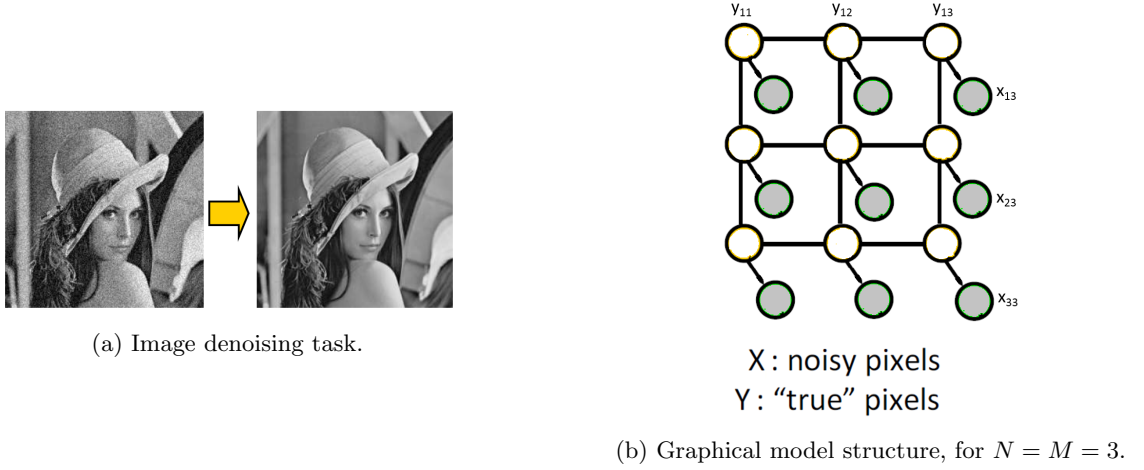 y₁₁ y₁₂ y₁₃
x₁₃
x₂₃
x₃₃
(a) Image denoising task.
X : noisy pixels
Y : “true” pixels
(b) Graphical model structure, for N = M = 3.